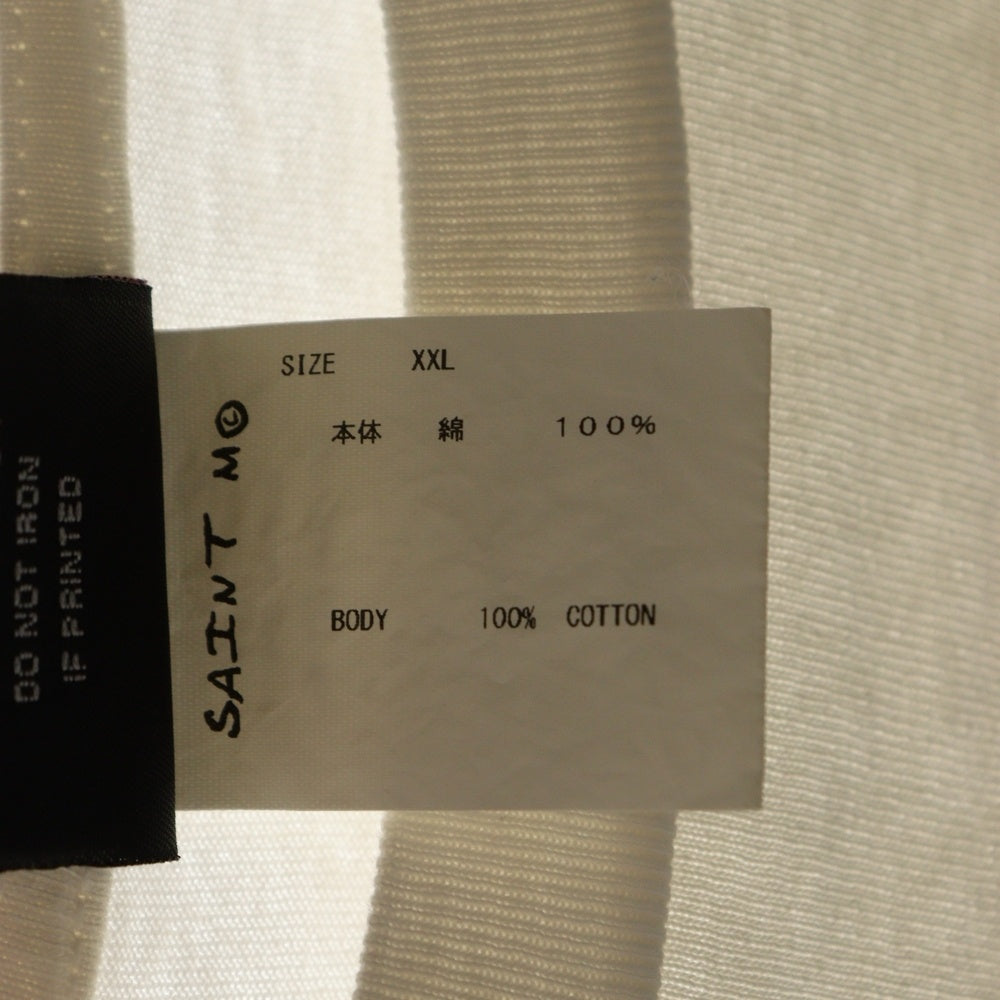 SIZE XXL
本体 綿 １００％
BODY 100% COTTON
SAINT M©
DO NOT IRON
IF PRINTED